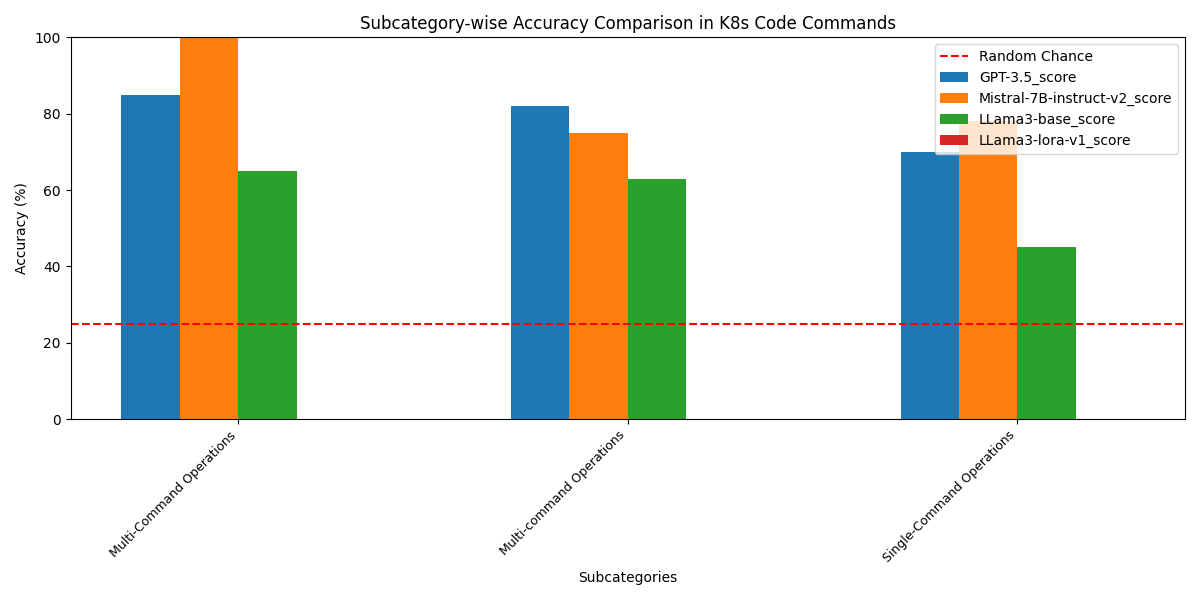 Subcategory-wise Accuracy Comparison in K8s Code Commands
100
80
60
40
20
0
Accuracy (%)
Random Chance
GPT-3.5_score
Mistral-7B-instruct-v2_score
LLama3-base_score
LLama3-lora-v1_score
Multi-Command Operations
Multi-command Operations
Single-Command Operations
Subcategories